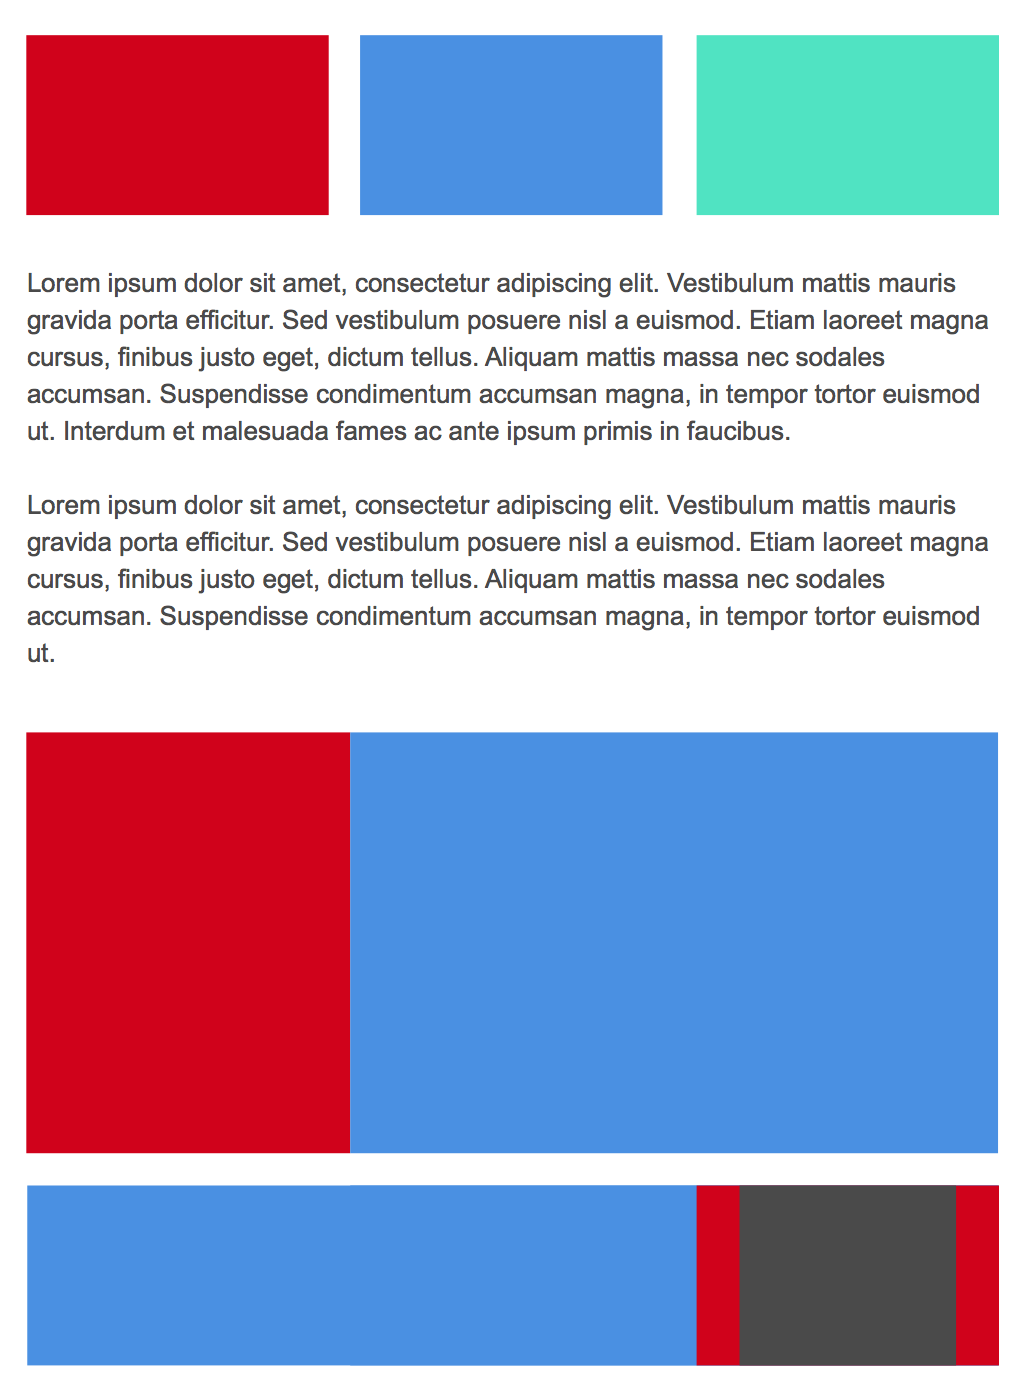 Lorem ipsum dolor sit amet, consectetur adipiscing elit. Vestibulum mattis mauris
gravida porta efficitur. Sed vestibulum posuere nisl a euismod. Etiam laoreet magna
cursus, finibus justo eget, dictum tellus. Aliquam mattis massa nec sodales
accumsan. Suspendisse condimentum accumsan magna, in tempor tortor euismod
ut. Interdum et malesuada fames ac ante ipsum primis in faucibus.
Lorem ipsum dolor sit amet, consectetur adipiscing elit. Vestibulum mattis mauris
gravida porta efficitur. Sed vestibulum posuere nisl a euismod. Etiam laoreet magna
cursus, finibus justo eget, dictum tellus. Aliquam mattis massa nec sodales
accumsan. Suspendisse condimentum accumsan magna, in tempor tortor euismod
ut.